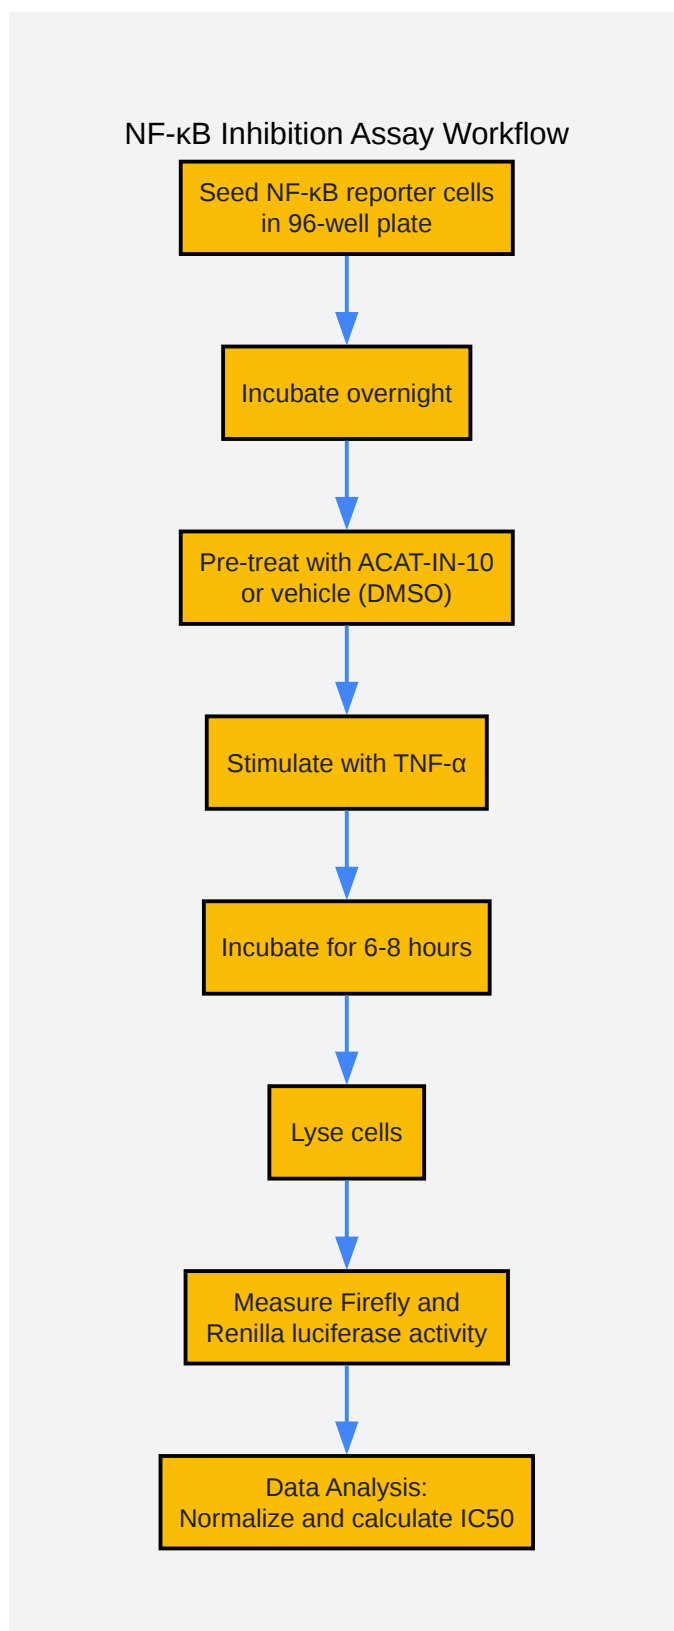 NF-κB Inhibition Assay Workflow
Seed NF-κB reporter cells
in 96-well plate
Incubate overnight
Pre-treat with ACAT-IN-10
or vehicle (DMSO)
Stimulate with TNF-α
Incubate for 6-8 hours
Lyse cells
Measure Firefly and
Renilla luciferase activity
Data Analysis:
Normalize and calculate IC50